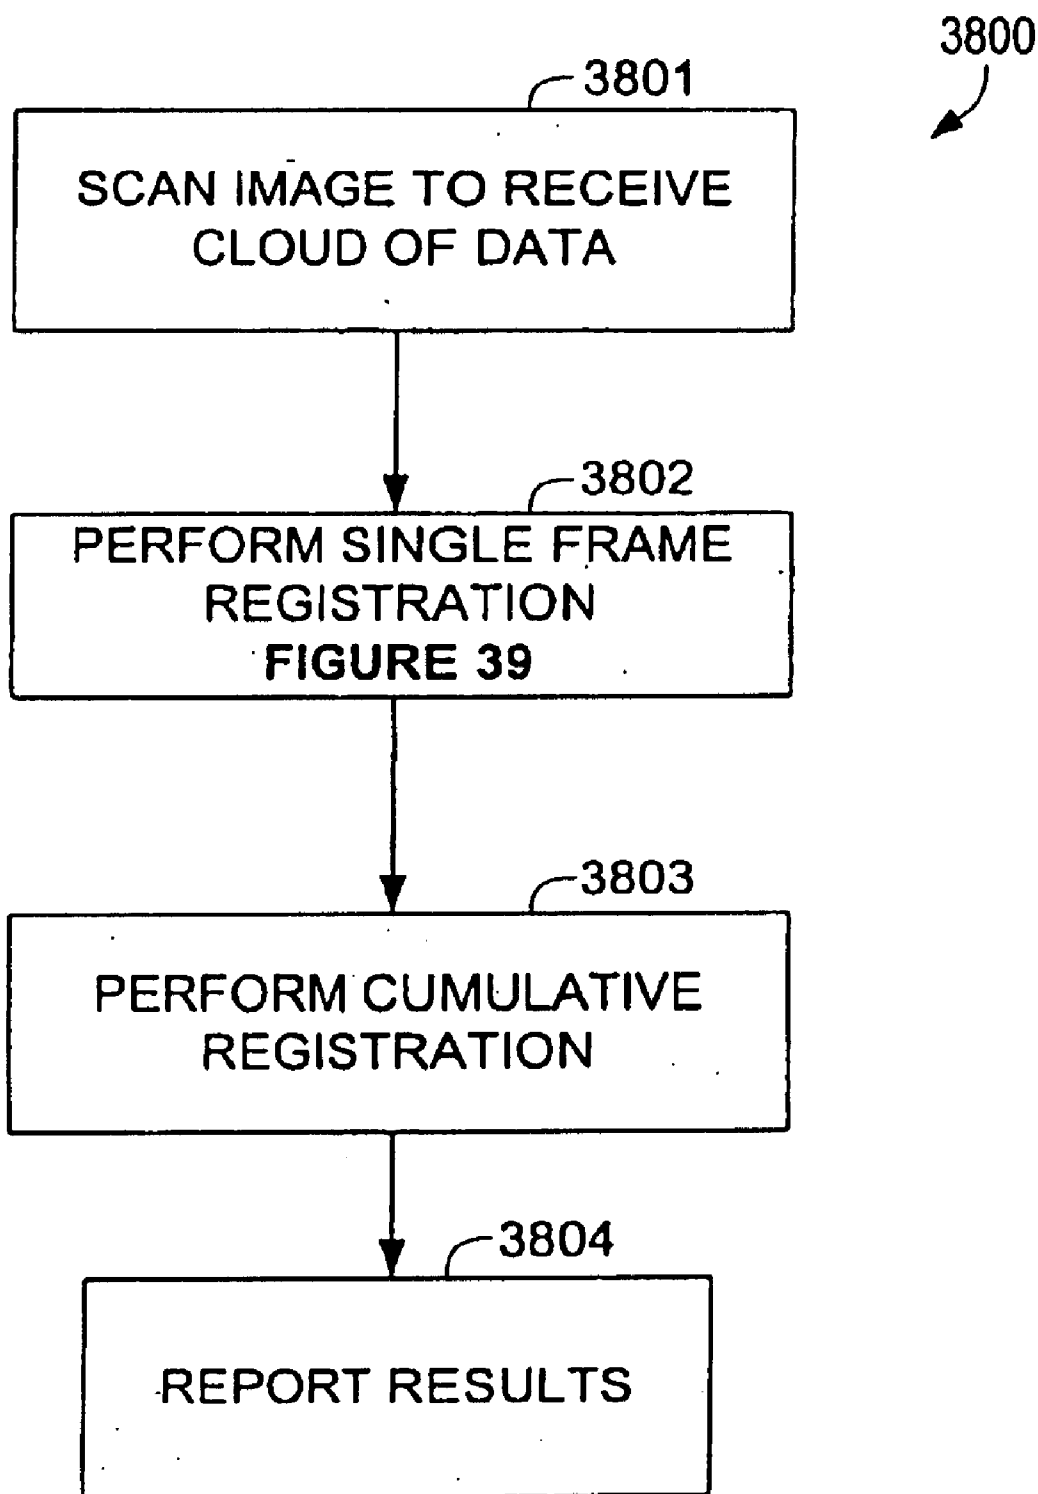 3800
3801
SCAN IMAGE TO RECEIVE
CLOUD OF DATA
3802
PERFORM SINGLE FRAME
REGISTRATION
FIGURE 39
3803
PERFORM CUMULATIVE
REGISTRATION
3804
REPORT RESULTS